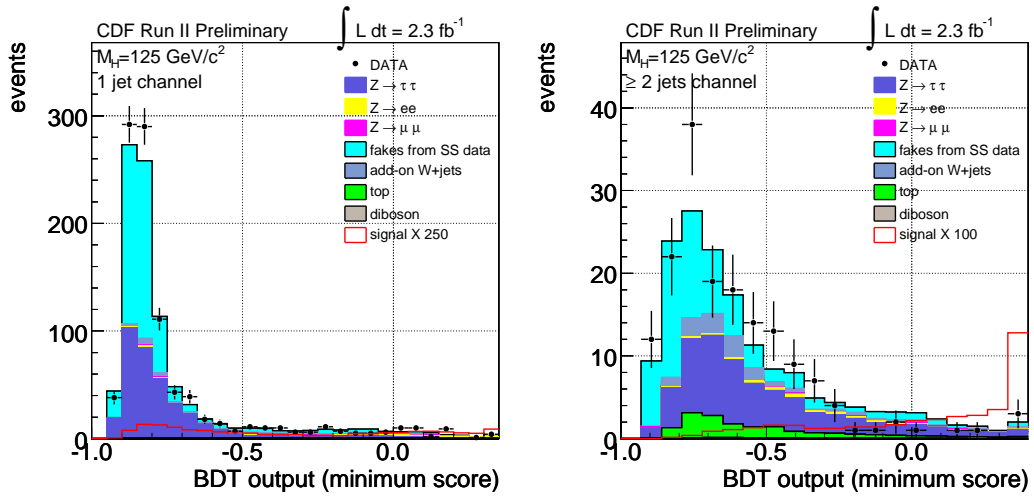 CDF Run II Preliminary ∫ L dt = 2.3 fb⁻¹
M_H=125 GeV/c²
1 jet channel
DATA
Z→ττ
Z→ee
Z→μμ
fakes from SS data
add-on W+jets
top
diboson
signal X 250
events
300
200
100
0
-1.0 -0.5 0.0
BDT output (minimum score)
CDF Run II Preliminary ∫ L dt = 2.3 fb⁻¹
M_H=125 GeV/c²
≥ 2 jets channel
DATA
Z→ττ
Z→ee
Z→μμ
fakes from SS data
add-on W+jets
top
diboson
signal X 100
events
40
30
20
10
0
-1.0 -0.5 0.0
BDT output (minimum score)